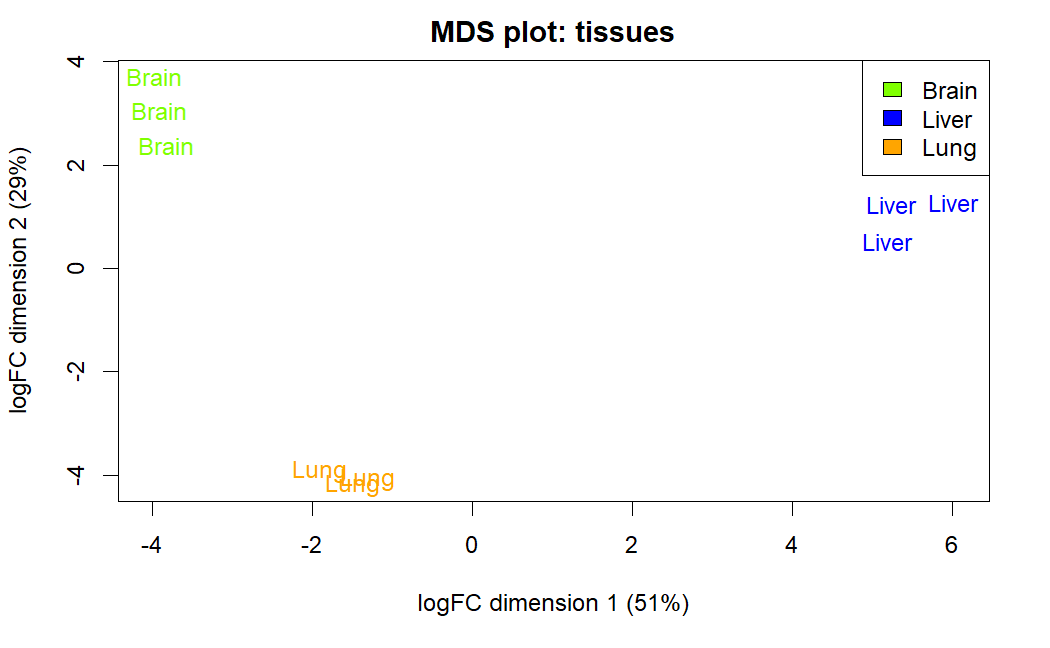 MDS plot: tissues
logFC dimension 2 (29%)
4
2
0
-2
-4
Brain
Brain
Brain
Brain
Liver
Lung
Liver
Liver
Liver
Lung
Lung
Lung
-4
-2
0
2
4
6
logFC dimension 1 (51%)